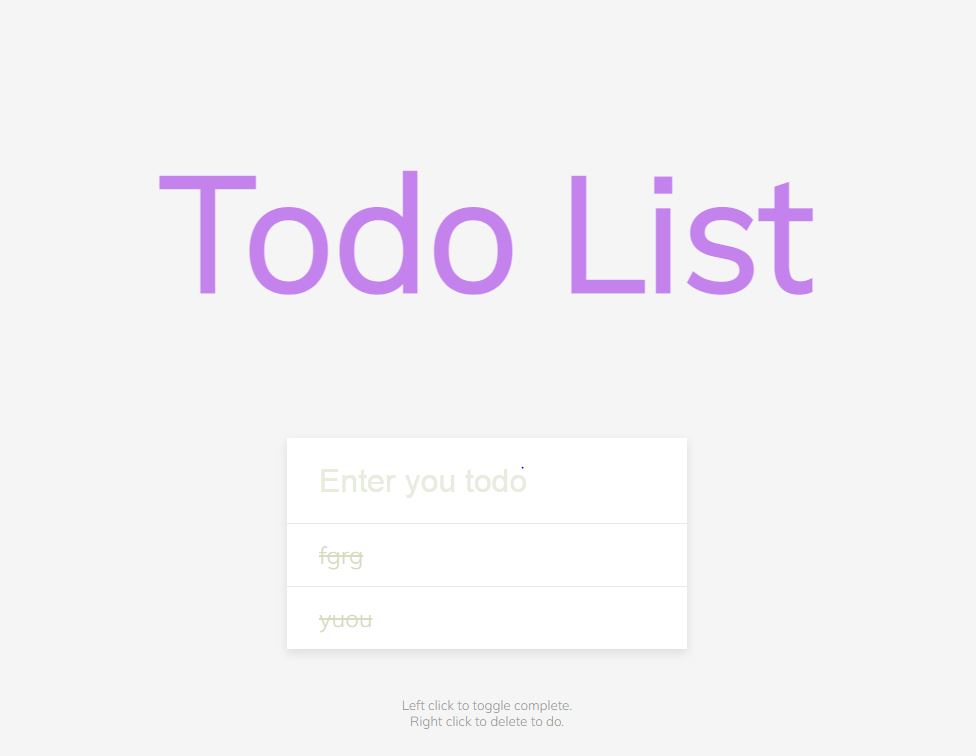 Todo List
Enter you todo
fgrg
yuou
Left click to toggle complete.
Right click to delete to do.